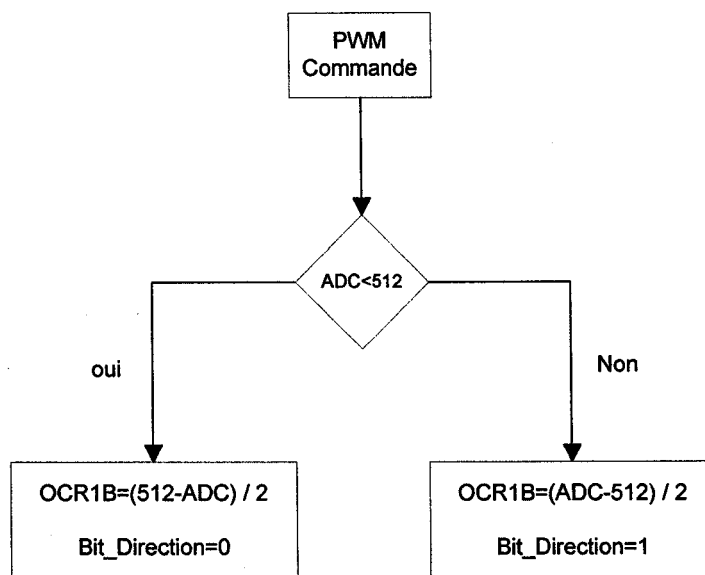 PWM
Commande
ADC<512
oui
Non
OCR1B=(512-ADC) / 2
Bit_Direction=0
OCR1B=(ADC-512) / 2
Bit_Direction=1